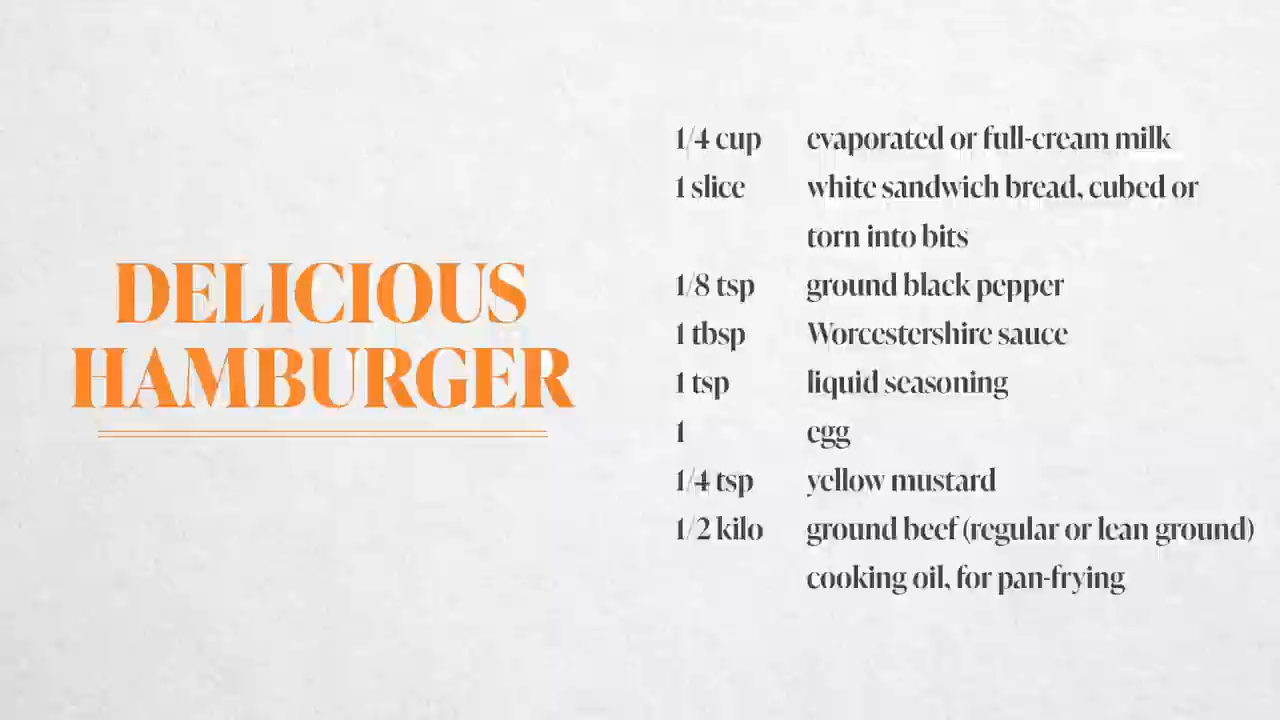 DELICIOUS
HAMBURGER
1/4 cup evaporated or full-cream milk
1 slice white sandwich bread, cubed or
torn into bits
1/8 tsp ground black pepper
1 tbsp Worcestershire sauce
1 tsp liquid seasoning
1 egg
1/4 tsp yellow mustard
1/2 kilo ground beef (regular or lean ground)
cooking oil, for pan-frying